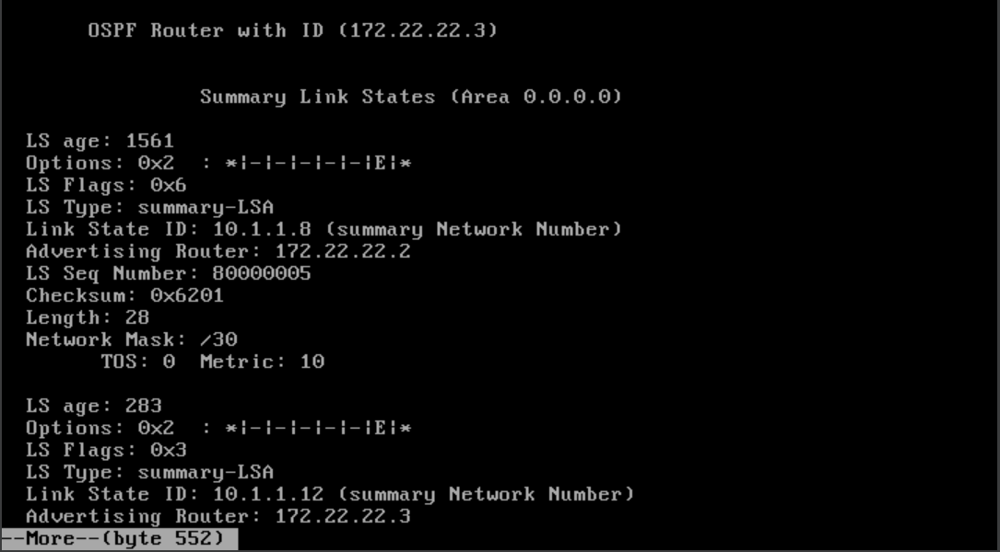 OSPF Router with ID (172.22.22.3)
Summary Link States (Area 0.0.0.0)
LS age: 1561
Options: 0x2  : *|-|-|-|-|-|E|*
LS Flags: 0x6
LS Type: summary-LSA
Link State ID: 10.1.1.8 (summary Network Number)
Advertising Router: 172.22.22.2
LS Seq Number: 80000005
Checksum: 0x6201
Length: 28
Network Mask: /30
TOS: 0  Metric: 10
LS age: 283
Options: 0x2  : *|-|-|-|-|-|E|*
LS Flags: 0x3
LS Type: summary-LSA
Link State ID: 10.1.1.12 (summary Network Number)
Advertising Router: 172.22.22.3
--More--(byte 552)